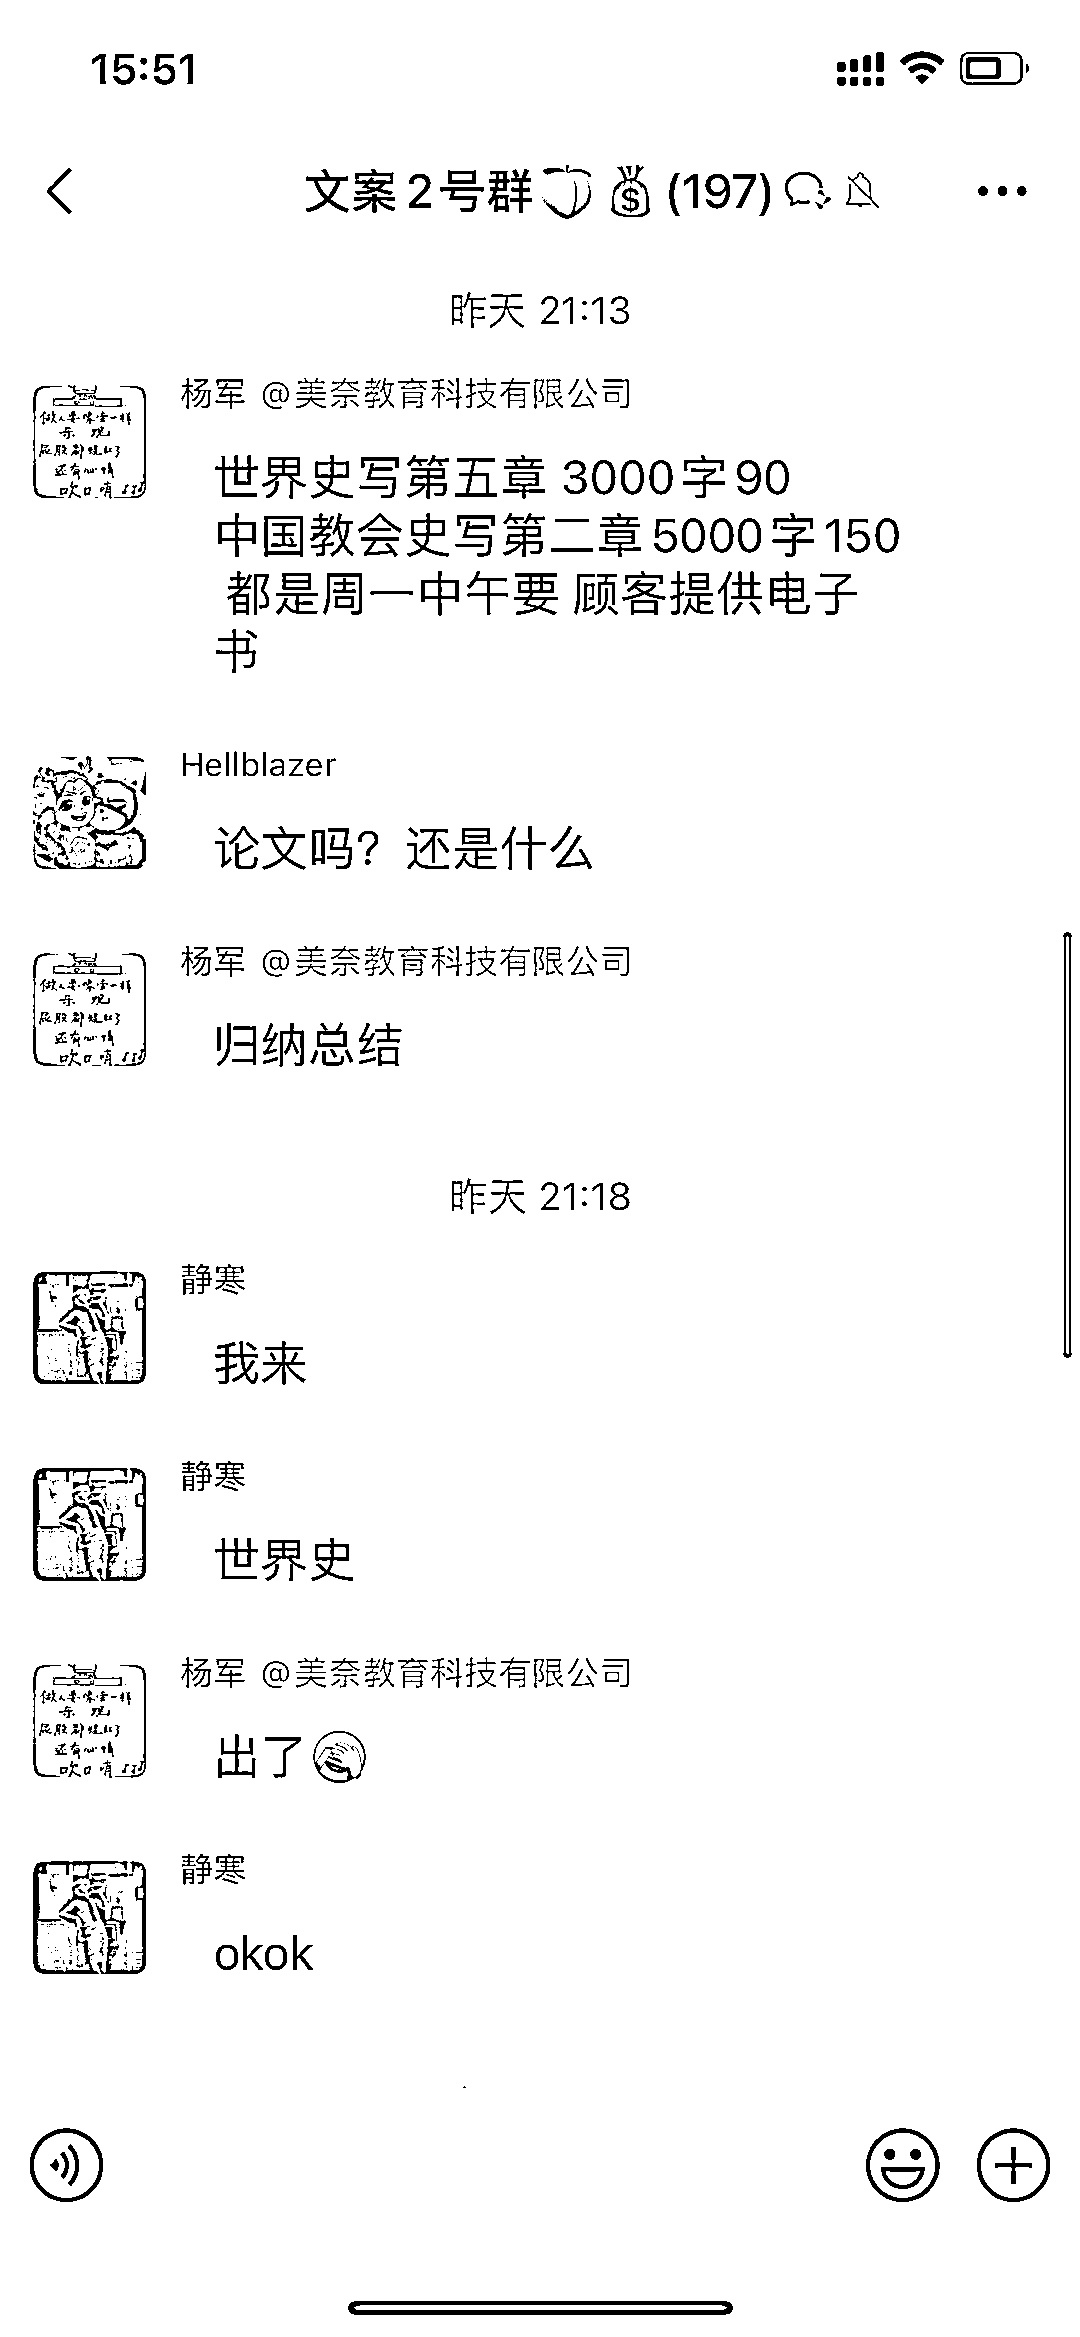 15:51
文案2号群🍑💰(197)
昨天 21:13
杨军 @美奈教育科技有限公司
世界史写第五章 3000字90
中国教会史写第二章5000字150
都是周一中午要 顾客提供电子
书
Hellblazer
论文吗？还是什么
杨军 @美奈教育科技有限公司
归纳总结
昨天 21:18
静寒
我来
静寒
世界史
杨军 @美奈教育科技有限公司
出了
静寒
okok